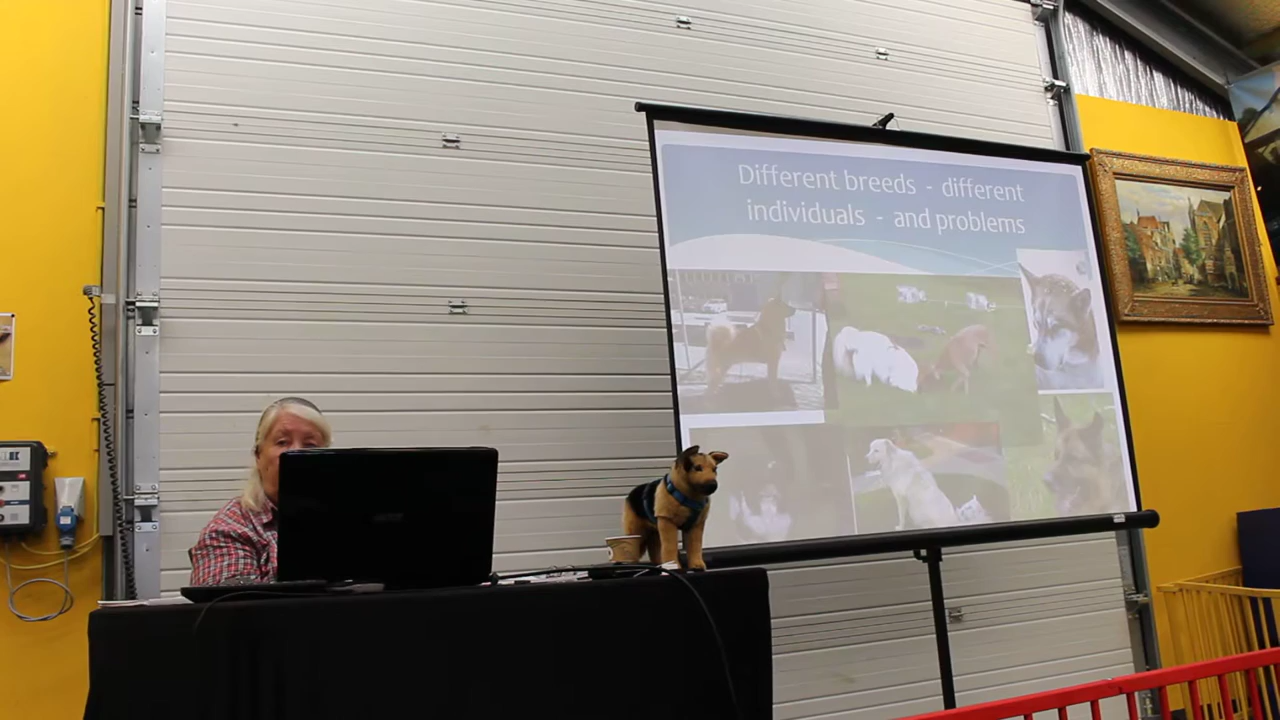 Different breeds - different
individuals - and problems